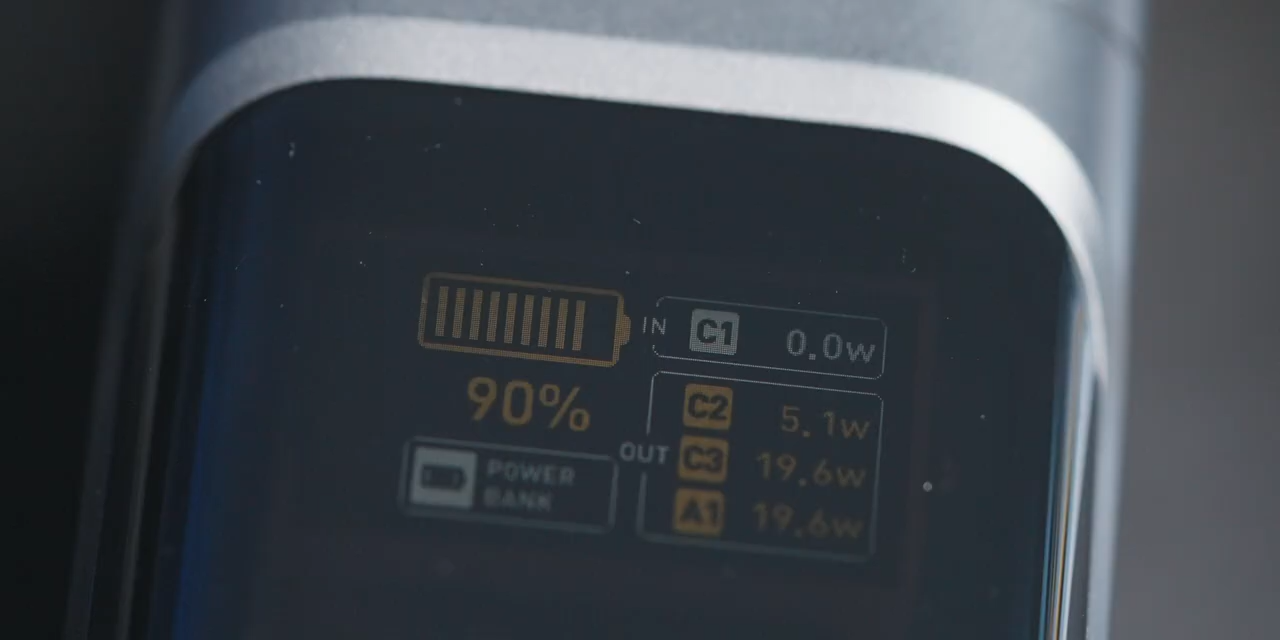 IN C1 0.0w
90%
C2 5.1w
OUT C3 19.6w
POWER
BANK
A1 19.6w